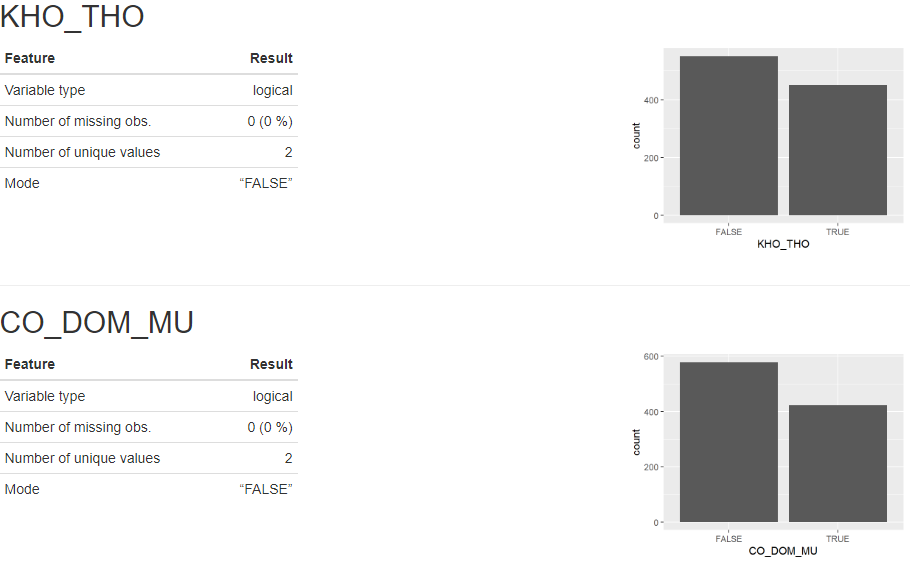 KHO_THO
Feature Result
Variable type logical
Number of missing obs. 0 (0 %)
Number of unique values 2
Mode “FALSE”
400
200
0
count
FALSE TRUE
KHO_THO
CO_DOM_MU
Feature Result
Variable type logical
Number of missing obs. 0 (0 %)
Number of unique values 2
Mode “FALSE”
600
400
200
0
count
FALSE TRUE
CO_DOM_MU